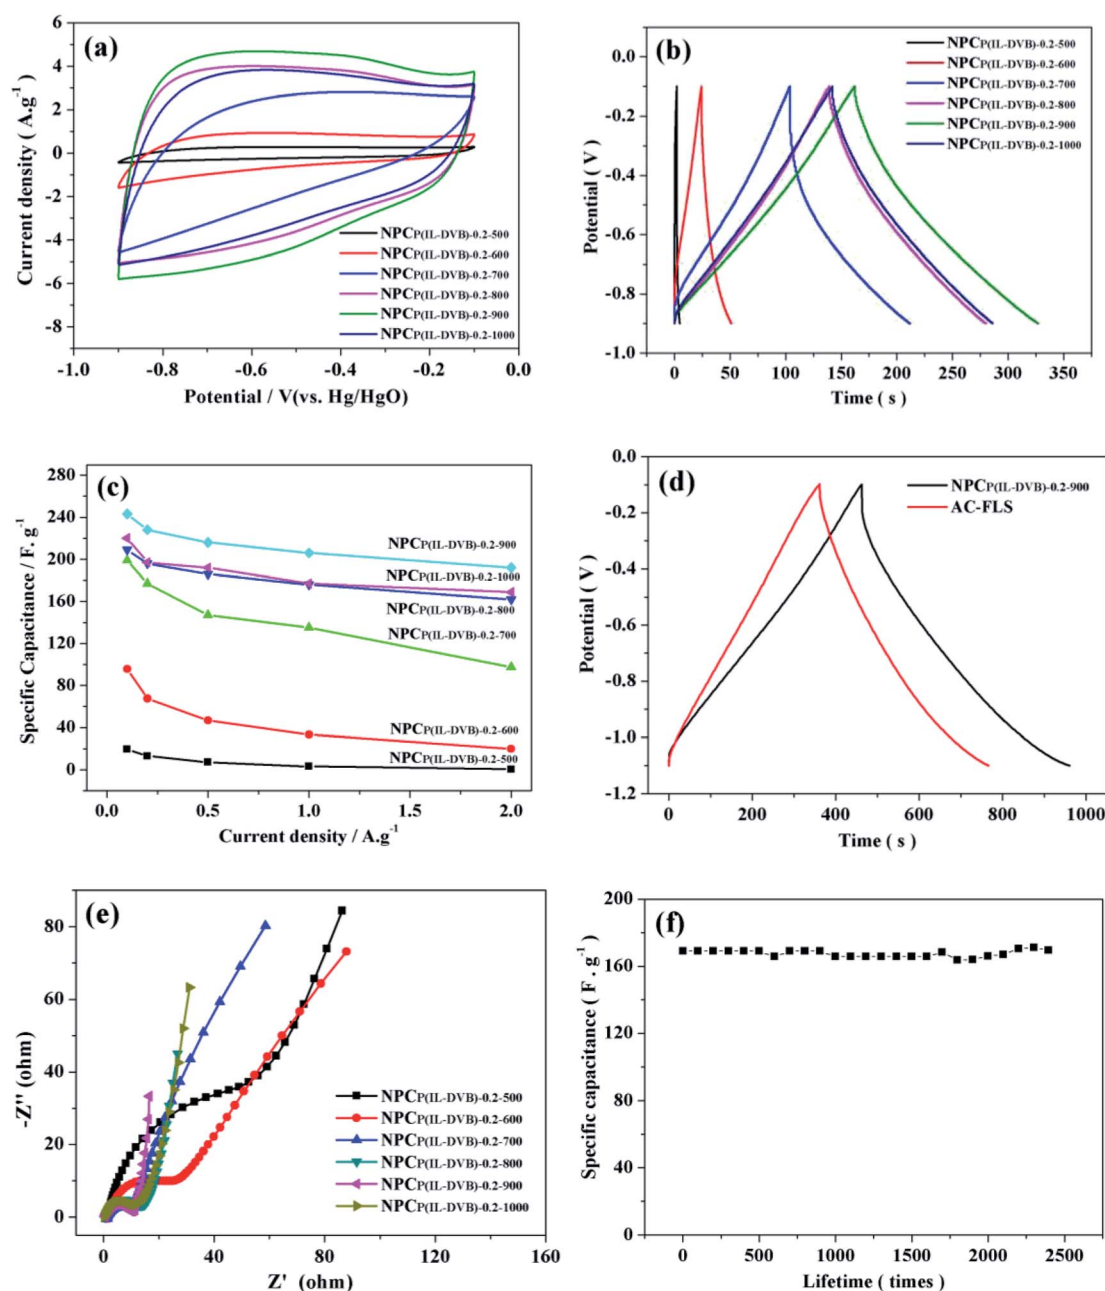 (a)
Current density ( A.g-1 )
6
4
2
0
-2
-4
-6
-8
NPCP(IL-DVB)-0.2-500
NPCP(IL-DVB)-0.2-600
NPCP(IL-DVB)-0.2-700
NPCP(IL-DVB)-0.2-800
NPCP(IL-DVB)-0.2-900
NPCP(IL-DVB)-0.2-1000
-1.0 -0.8 -0.6 -0.4 -0.2 0.0
Potential / V(vs. Hg/HgO)
(b)
Potential ( V )
0.0
-0.2
-0.4
-0.6
-0.8
-1.0
NPCP(IL-DVB)-0.2-500
NPCP(IL-DVB)-0.2-600
NPCP(IL-DVB)-0.2-700
NPCP(IL-DVB)-0.2-800
NPCP(IL-DVB)-0.2-900
NPCP(IL-DVB)-0.2-1000
0 50 100 150 200 250 300 350
Time ( s )
(c)
Specific Capacitance / F. g-1
280
240
200
160
120
80
40
0
NPCP(IL-DVB)-0.2-900
NPCP(IL-DVB)-0.2-1000
NPCP(IL-DVB)-0.2-800
NPCP(IL-DVB)-0.2-700
NPCP(IL-DVB)-0.2-600
NPCP(IL-DVB)-0.2-500
0.0 0.5 1.0 1.5 2.0
Current density / A.g-1
(d)
Potential ( V )
0.0
-0.2
-0.4
-0.6
-0.8
-1.0
-1.2
NPCP(IL-DVB)-0.2-900
AC-FLS
0 200 400 600 800 1000
Time ( s )
(e)
-Z'' (ohm)
80
60
40
20
0
NPCP(IL-DVB)-0.2-500
NPCP(IL-DVB)-0.2-600
NPCP(IL-DVB)-0.2-700
NPCP(IL-DVB)-0.2-800
NPCP(IL-DVB)-0.2-900
NPCP(IL-DVB)-0.2-1000
0 40 80 120 160
Z' (ohm)
(f)
Specific capacitance ( F . g-1 )
200
160
120
80
40
0
0 500 1000 1500 2000 2500
Lifetime ( times )